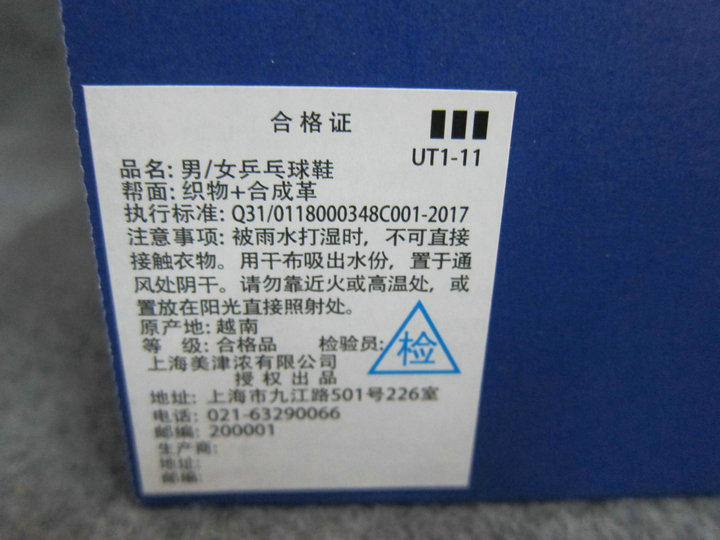 合格证
UT1-11
品名: 男/女乒乓球鞋
帮面: 织物+合成革
执行标准: Q31/0118000348C001-2017
注意事项: 被雨水打湿时, 不可直接
接触衣物。用干布吸出水份, 置于通
风处阴干。请勿靠近火或高温处, 或
置放在阳光直接照射处。
原产地: 越南
等 级: 合格品 检验员: 检
上海美津浓有限公司
授权出品
地址: 上海市九江路501号226室
电话: 021-63290066
邮编: 200001
生产商:
地址:
邮编: